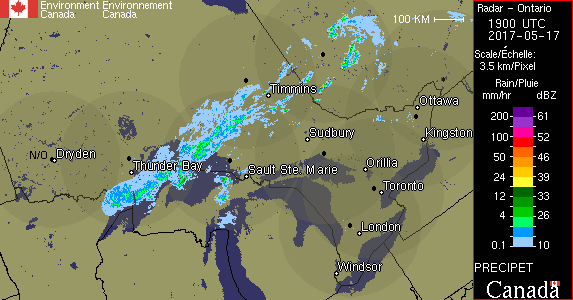 Environment Environnement
Canada Canada
100 KM
Timmins
Ottawa
Sudbury
Kingston
N/O Dryden
Thunder Bay
Sault Ste. Marie
Orillia
Toronto
London
Windsor
Radar - Ontario
1900 UTC
2017-05-17
Scale/Échelle:
3.5 km/Pixel
Rain/Pluie
mm/hr dBZ
200 61
100 52
50 46
24 39
12 34
4 26
0.1 10
PRECIPET
Canada